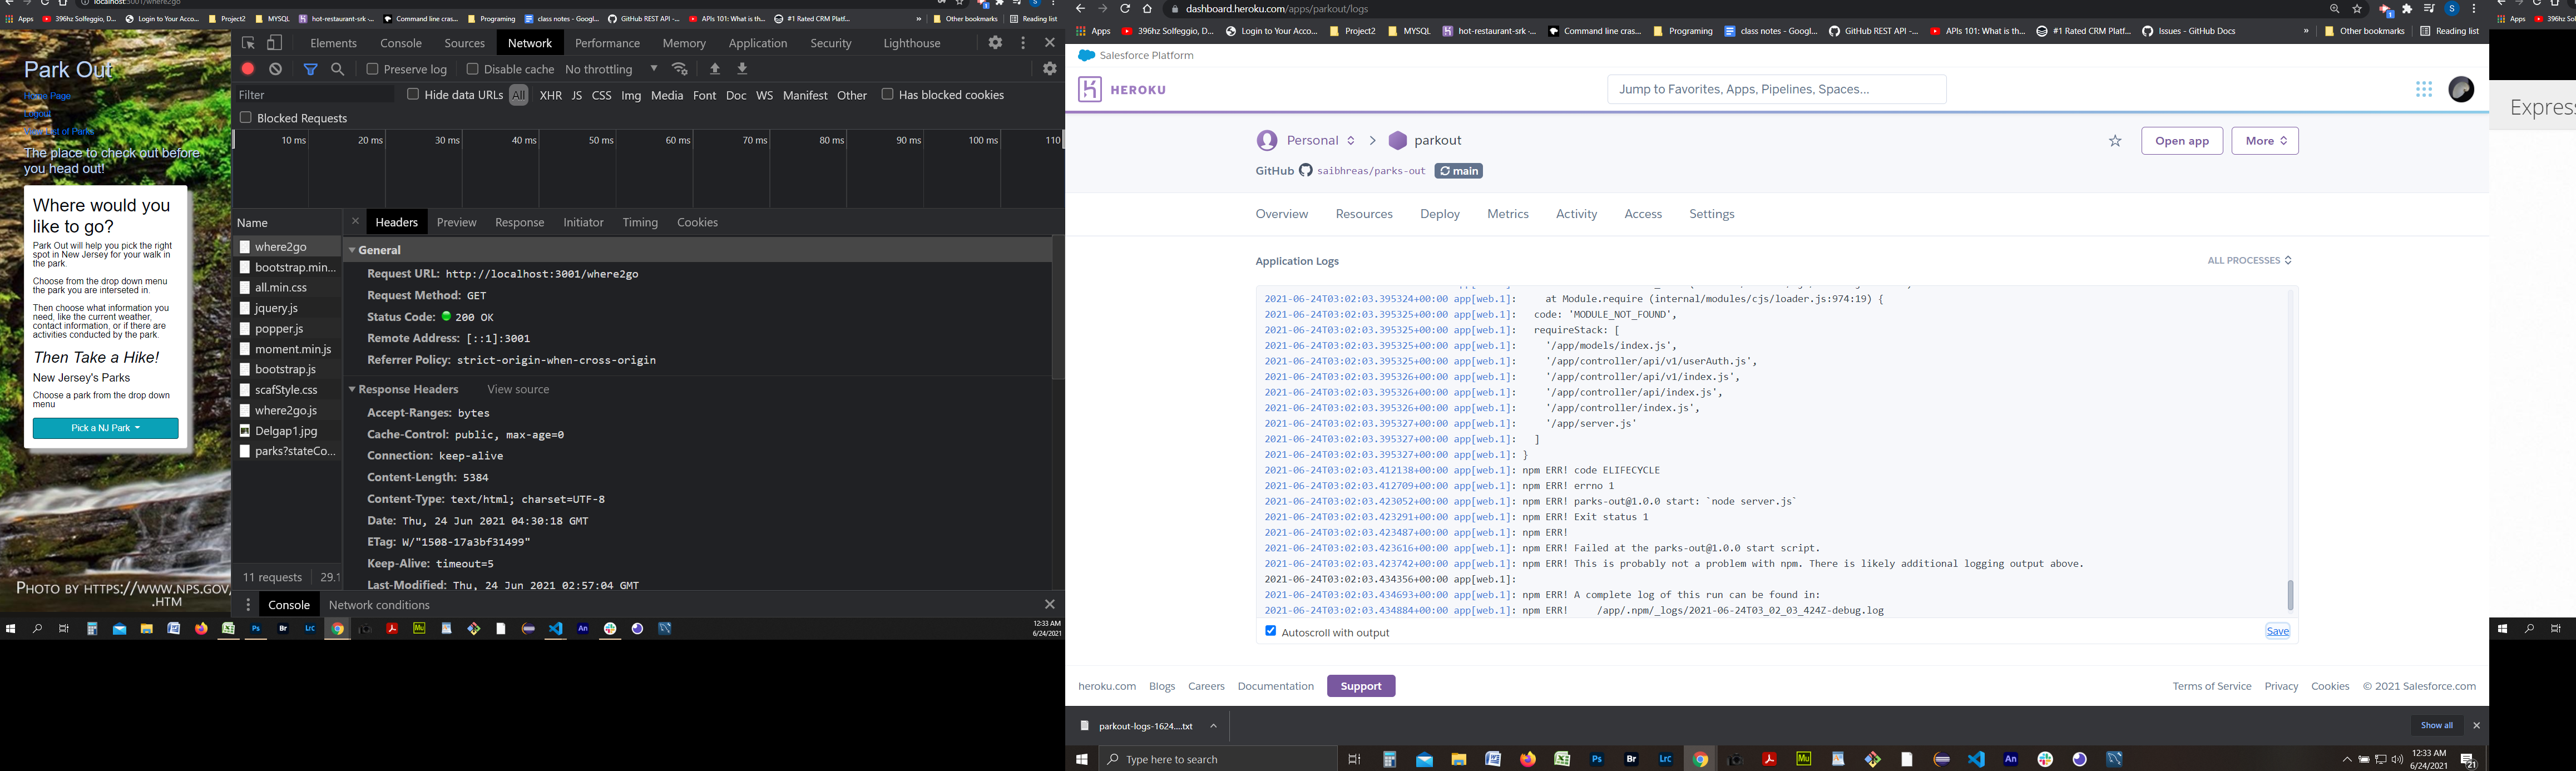 localhost:3001/where2go
Apps 396hz Solfeggio, D... Login to Your Acco... Project2 MYSQL hot-restaurant-srk -... Command line cras... Programing class notes - Googl... GitHub REST API -... APIs 101: What is th... #1 Rated CRM Platf... » Other bookmarks Reading list
Park Out
Home Page
Logout
View List of Parks
The place to check out before
you head out!
Where would you
like to go?
Park Out will help you pick the right
spot in New Jersey for your walk in
the park.
Choose from the drop down menu
the park you are interseted in.
Then choose what information you
need, like the current weather,
contact information, or if there are
activities conducted by the park.
Then Take a Hike!
New Jersey's Parks
Choose a park from the drop down
menu
Pick a NJ Park
Photo by https://www.nps.gov/
.htm
Elements Console Sources Network Performance Memory Application Security Lighthouse
Preserve log Disable cache No throttling
Filter Hide data URLs All XHR JS CSS Img Media Font Doc WS Manifest Other Has blocked cookies
Blocked Requests
10 ms 20 ms 30 ms 40 ms 50 ms 60 ms 70 ms 80 ms 90 ms 100 ms 110
Name
where2go
bootstrap.min...
all.min.css
jquery.js
popper.js
moment.min.js
bootstrap.js
scafStyle.css
where2go.js
Delgap1.jpg
parks?stateCo...
11 requests 29.1
× Headers Preview Response Initiator Timing Cookies
General
Request URL: http://localhost:3001/where2go
Request Method: GET
Status Code: 200 OK
Remote Address: [::1]:3001
Referrer Policy: strict-origin-when-cross-origin
Response Headers View source
Accept-Ranges: bytes
Cache-Control: public, max-age=0
Connection: keep-alive
Content-Length: 5384
Content-Type: text/html; charset=UTF-8
Date: Thu, 24 Jun 2021 04:30:18 GMT
ETag: W/"1508-17a3bf31499"
Keep-Alive: timeout=5
Last-Modified: Thu, 24 Jun 2021 02:57:04 GMT
Console Network conditions
12:33 AM
6/24/2021
dashboard.heroku.com/apps/parkout/logs
Apps 396hz Solfeggio, D... Login to Your Acco... Project2 MYSQL hot-restaurant-srk -... Command line cras... Programing class notes - Googl... GitHub REST API -... APIs 101: What is th... #1 Rated CRM Platf... Issues - GitHub Docs » Other bookmarks Reading list
Salesforce Platform
HEROKU
Jump to Favorites, Apps, Pipelines, Spaces...
Personal > parkout
Open app More
GitHub saibhreas/parks-out main
Overview Resources Deploy Metrics Activity Access Settings
Application Logs ALL PROCESSES
2021-06-24T03:02:03.395324+00:00 app[web.1]: at Module.require (internal/modules/cjs/loader.js:974:19) {
2021-06-24T03:02:03.395325+00:00 app[web.1]: code: 'MODULE_NOT_FOUND',
2021-06-24T03:02:03.395325+00:00 app[web.1]: requireStack: [
2021-06-24T03:02:03.395325+00:00 app[web.1]: '/app/models/index.js',
2021-06-24T03:02:03.395325+00:00 app[web.1]: '/app/controller/api/v1/userAuth.js',
2021-06-24T03:02:03.395326+00:00 app[web.1]: '/app/controller/api/v1/index.js',
2021-06-24T03:02:03.395326+00:00 app[web.1]: '/app/controller/api/index.js',
2021-06-24T03:02:03.395326+00:00 app[web.1]: '/app/controller/index.js',
2021-06-24T03:02:03.395327+00:00 app[web.1]: '/app/server.js'
2021-06-24T03:02:03.395327+00:00 app[web.1]: ]
2021-06-24T03:02:03.395327+00:00 app[web.1]: }
2021-06-24T03:02:03.412138+00:00 app[web.1]: npm ERR! code ELIFECYCLE
2021-06-24T03:02:03.412709+00:00 app[web.1]: npm ERR! errno 1
2021-06-24T03:02:03.423052+00:00 app[web.1]: npm ERR! parks-out@1.0.0 start: `node server.js`
2021-06-24T03:02:03.423291+00:00 app[web.1]: npm ERR! Exit status 1
2021-06-24T03:02:03.423487+00:00 app[web.1]: npm ERR!
2021-06-24T03:02:03.423616+00:00 app[web.1]: npm ERR! Failed at the parks-out@1.0.0 start script.
2021-06-24T03:02:03.423742+00:00 app[web.1]: npm ERR! This is probably not a problem with npm. There is likely additional logging output above.
2021-06-24T03:02:03.434356+00:00 app[web.1]:
2021-06-24T03:02:03.434693+00:00 app[web.1]: npm ERR! A complete log of this run can be found in:
2021-06-24T03:02:03.434884+00:00 app[web.1]: npm ERR! /app/.npm/_logs/2021-06-24T03_02_03_424Z-debug.log
Autoscroll with output Save
heroku.com Blogs Careers Documentation Support Terms of Service Privacy Cookies © 2021 Salesforce.com
parkout-logs-1624....txt Show all
Type here to search
12:33 AM
6/24/2021
21
Apps 396hz Sol
Express